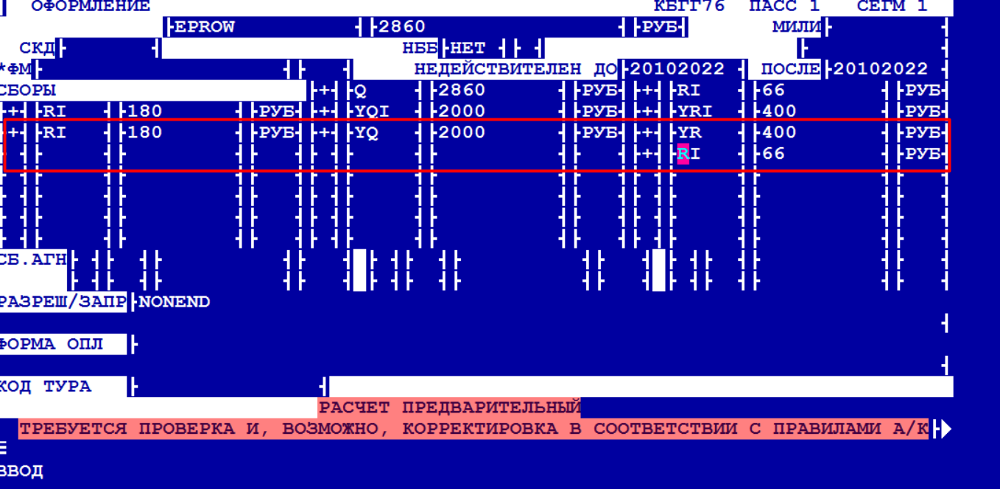 ОФОРМЛЕНИЕ КБГГ76 ПАСС 1 СЕГМ 1
EPROW 2860 РУБ МИЛИ
СКД НББ НЕТ
*ФМ НЕДЕЙСТВИТЕЛЕН ДО 20102022 ПОСЛЕ 20102022
СБОРЫ + Q 2860 РУБ + RI 66 РУБ
+ RI 180 РУБ + YQI 2000 РУБ + YRI 400 РУБ
+ RI 180 РУБ + YQ 2000 РУБ + YR 400 РУБ
+ RI 66 РУБ
СБ.АГН
РАЗРЕШ/ЗАПР NONEND
ФОРМА ОПЛ
КОД ТУРА
РАСЧЕТ ПРЕДВАРИТЕЛЬНЫЙ
ТРЕБУЕТСЯ ПРОВЕРКА И, ВОЗМОЖНО, КОРРЕКТИРОВКА В СООТВЕТСТВИИ С ПРАВИЛАМИ А/К
ВВОД